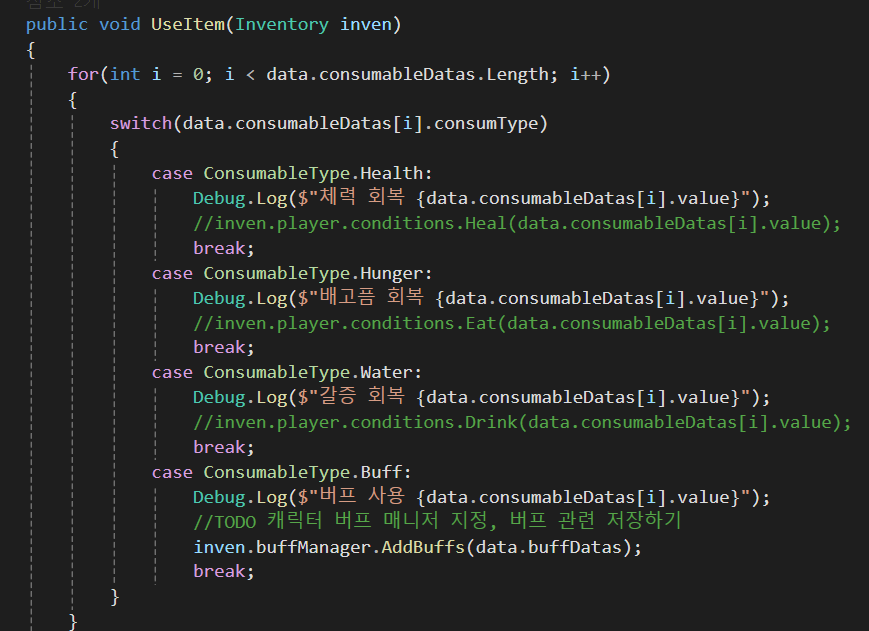 참조 2개
public void UseItem(Inventory inven)
{
for(int i = 0; i < data.consumableDatas.Length; i++)
{
switch(data.consumableDatas[i].consumType)
{
case ConsumableType.Health:
Debug.Log($"체력 회복 {data.consumableDatas[i].value}");
//inven.player.conditions.Heal(data.consumableDatas[i].value);
break;
case ConsumableType.Hunger:
Debug.Log($"배고픔 회복 {data.consumableDatas[i].value}");
//inven.player.conditions.Eat(data.consumableDatas[i].value);
break;
case ConsumableType.Water:
Debug.Log($"갈증 회복 {data.consumableDatas[i].value}");
//inven.player.conditions.Drink(data.consumableDatas[i].value);
break;
case ConsumableType.Buff:
Debug.Log($"버프 사용 {data.consumableDatas[i].value}");
//TODO 캐릭터 버프 매니저 지정, 버프 관련 저장하기
inven.buffManager.AddBuffs(data.buffDatas);
break;
}
}